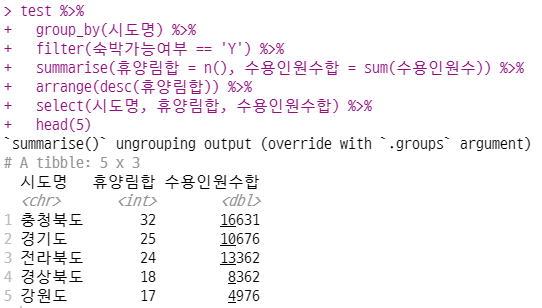 > test %>%
+   group_by(시도명) %>%
+   filter(숙박가능여부 == 'Y') %>%
+   summarise(휴양림합 = n(), 수용인원수합 = sum(수용인원수)) %>%
+   arrange(desc(휴양림합)) %>%
+   select(시도명, 휴양림합, 수용인원수합) %>%
+   head(5)
`summarise()` ungrouping output (override with `.groups` argument)
# A tibble: 5 x 3
  시도명   휴양림합 수용인원수합
  <chr>       <int>        <dbl>
1 충청북도       32        16631
2 경기도         25        10676
3 전라북도       24        13362
4 경상북도       18         8362
5 강원도         17         4976